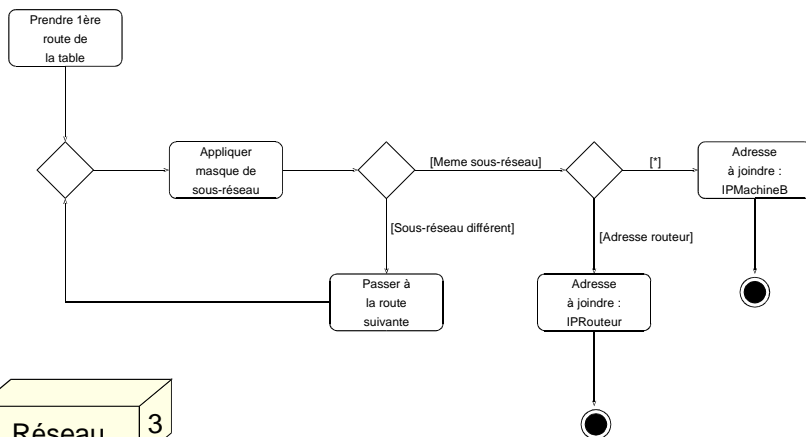 Prendre 1ère
route de
la table
Appliquer
masque de
sous-réseau
[Meme sous-réseau]
[*]
Adresse
à joindre :
IPMachineB
[Sous-réseau différent]
[Adresse routeur]
Passer à
la route
suivante
Adresse
à joindre :
IPRouteur
Réseau
3